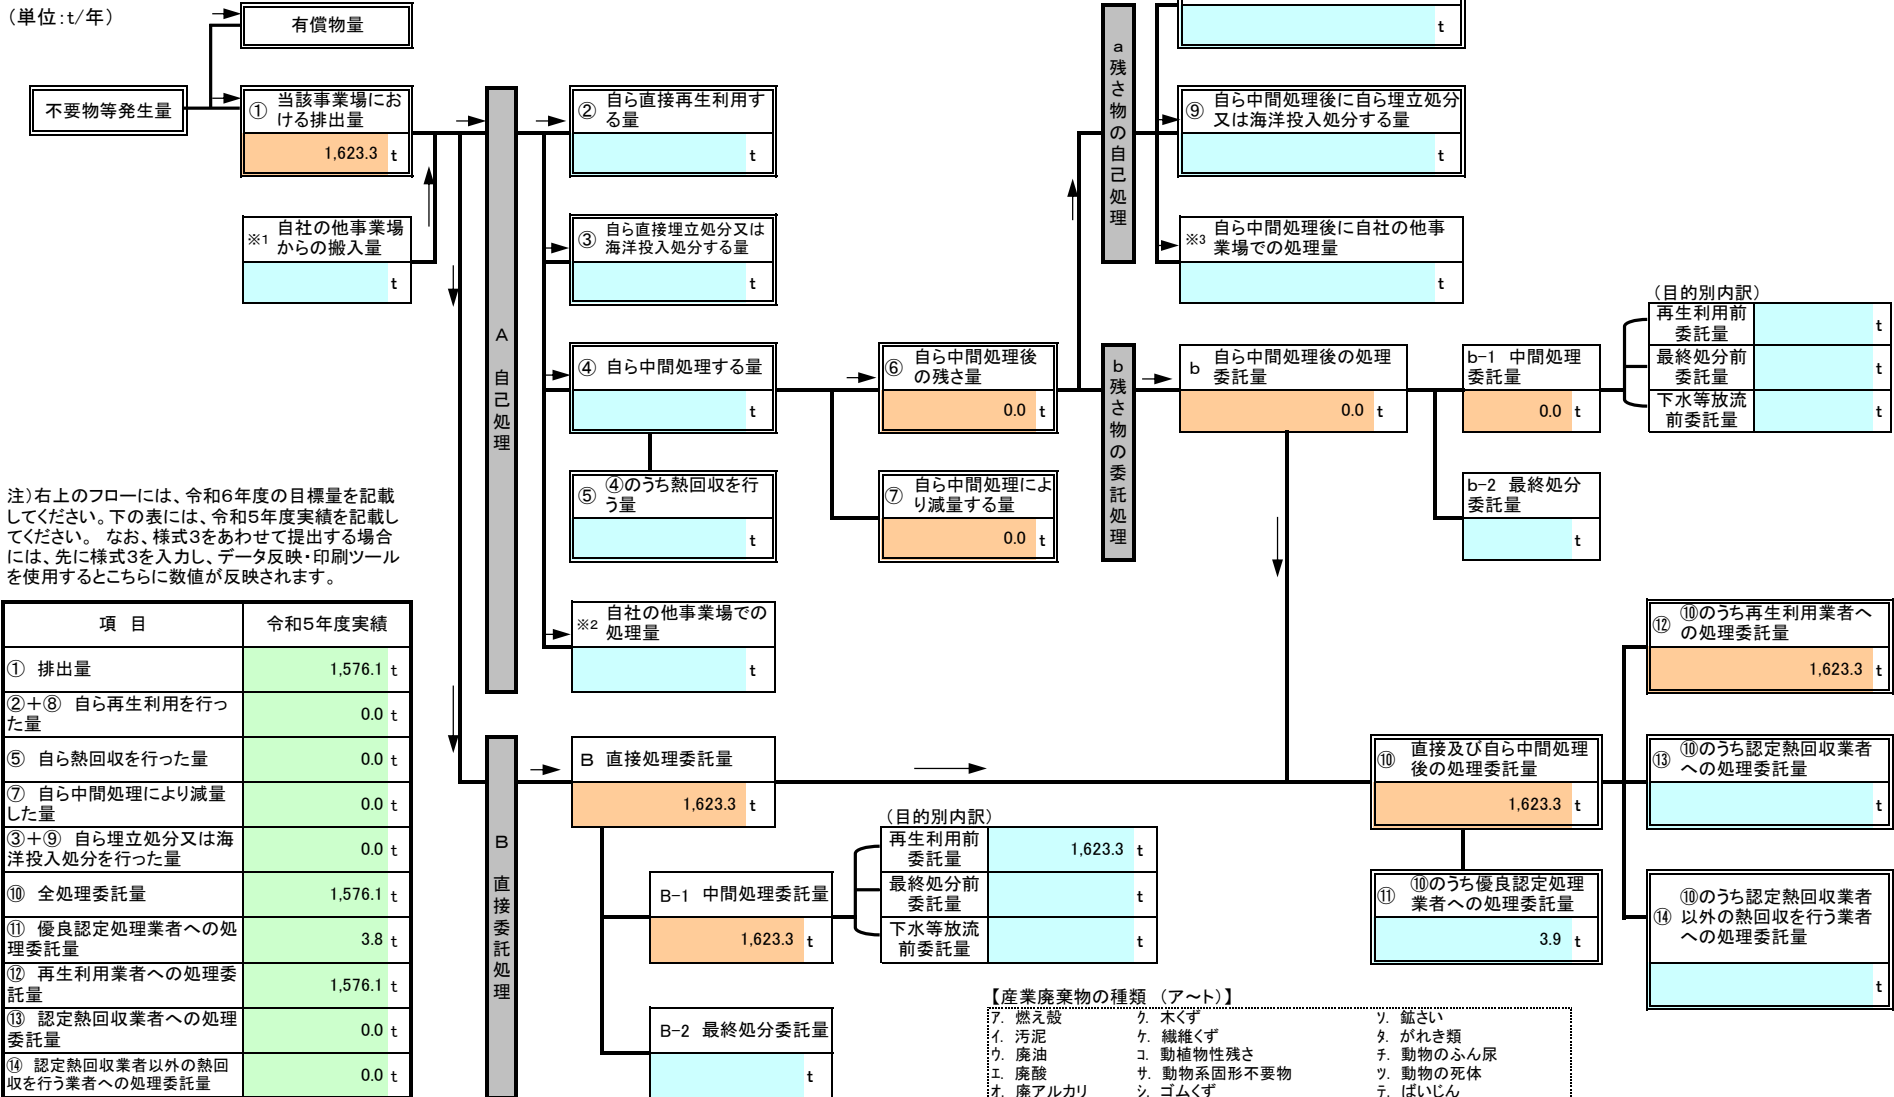 (単位：t/年)
有償物量
不要物等発生量
① 当該事業場にお
ける排出量
1,623.3 t
※1 自社の他事業場
からの搬入量
t
A 自己処理
② 自ら直接再生利用す
る量
t
③ 自ら直接埋立処分又は
海洋投入処分する量
t
④ 自ら中間処理する量
t
⑤ ④のうち熱回収を行
う量
t
※2 自社の他事業場での
処理量
t
⑥ 自ら中間処理後
の残さ量
0.0 t
⑦ 自ら中間処理によ
り減量する量
0.0 t
a 残さ物の自己処理
t
⑨ 自ら中間処理後に自ら埋立処分
又は海洋投入処分する量
t
※3 自ら中間処理後に自社の他事
業場での処理量
t
b 残さ物の委託処理
b 自ら中間処理後の処理
委託量
0.0 t
b-1 中間処理
委託量
0.0 t
b-2 最終処分
委託量
t
(目的別内訳)
再生利用前
委託量
t
最終処分前
委託量
t
下水等放流
前委託量
t
注)右上のフローには、令和6年度の目標量を記載
してください。下の表には、令和5年度実績を記載し
てください。 なお、様式3をあわせて提出する場合
には、先に様式3を入力し、データ反映・印刷ツール
を使用するとこちらに数値が反映されます。
項 目 令和5年度実績
① 排出量 1,576.1 t
②+⑧ 自ら再生利用を行っ
た量 0.0 t
⑤ 自ら熱回収を行った量 0.0 t
⑦ 自ら中間処理により減量
した量 0.0 t
③+⑨ 自ら埋立処分又は海
洋投入処分を行った量 0.0 t
⑩ 全処理委託量 1,576.1 t
⑪ 優良認定処理業者への処
理委託量 3.8 t
⑫ 再生利用業者への処理委
託量 1,576.1 t
⑬ 認定熱回収業者への処理
委託量 0.0 t
⑭ 認定熱回収業者以外の熱回
収を行う業者への処理委託量 0.0 t
B 直接委託処理
B 直接処理委託量
1,623.3 t
B-1 中間処理委託量
1,623.3 t
B-2 最終処分委託量
t
(目的別内訳)
再生利用前
委託量
1,623.3 t
最終処分前
委託量
t
下水等放流
前委託量
t
⑩ 直接及び自ら中間処理
後の処理委託量
1,623.3 t
⑪ ⑩のうち優良認定処理
業者への処理委託量
3.9 t
⑫ ⑩のうち再生利用業者へ
の処理委託量
1,623.3 t
⑬ ⑩のうち認定熱回収業者
への処理委託量
t
⑭ ⑩のうち認定熱回収業者
以外の熱回収を行う業者
への処理委託量
t
【産業廃棄物の種類 (ア～ト)】
ア. 燃え殻 ク. 木くず ソ. 鉱さい
イ. 汚泥 ケ. 繊維くず タ. がれき類
ウ. 廃油 コ. 動植物性残さ チ. 動物のふん尿
エ. 廃酸 サ. 動物系固形不要物 ツ. 動物の死体
オ. 廃アルカリ シ. ゴムくず テ. ばいじん